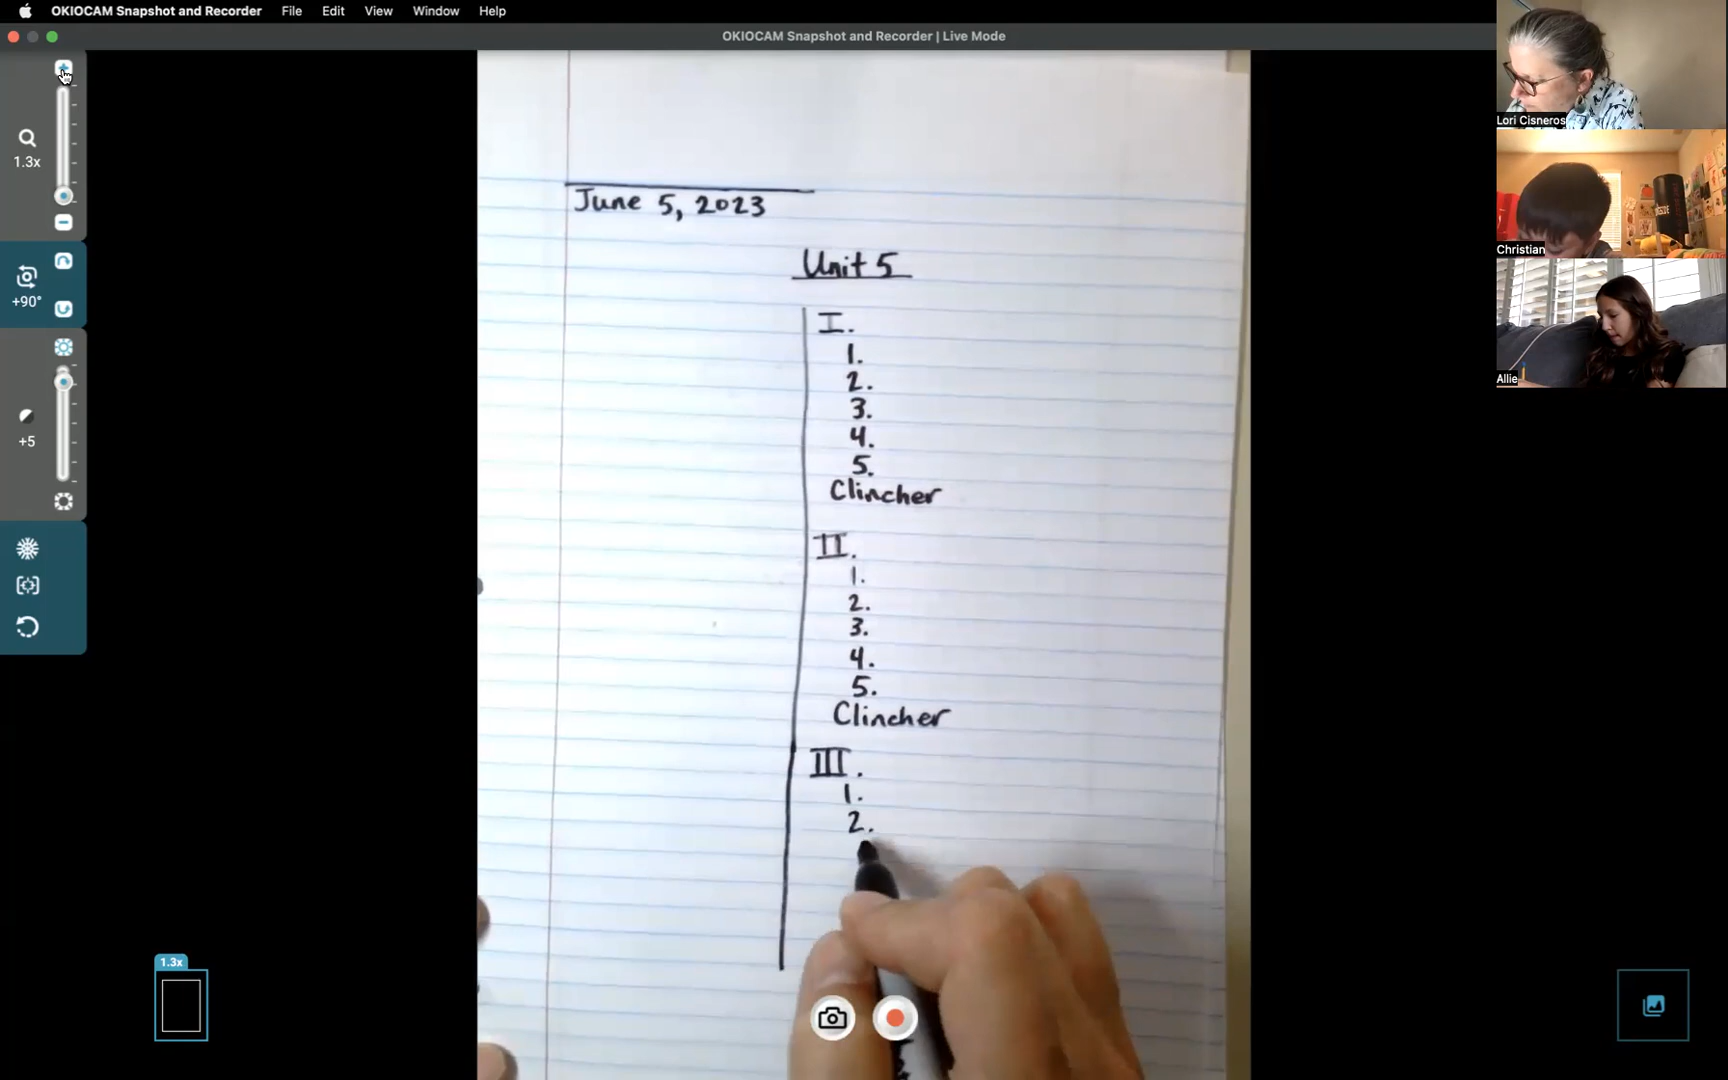 OKIOCAM Snapshot and Recorder File Edit View Window Help
OKIOCAM Snapshot and Recorder | Live Mode
1.3x
+90°
+5
1.3x
June 5, 2023
Unit 5
I.
1.
2.
3.
4.
5.
Clincher
II.
1.
2.
3.
4.
5.
Clincher
III.
1.
2.
Lori Cisneros
Christian
Allie